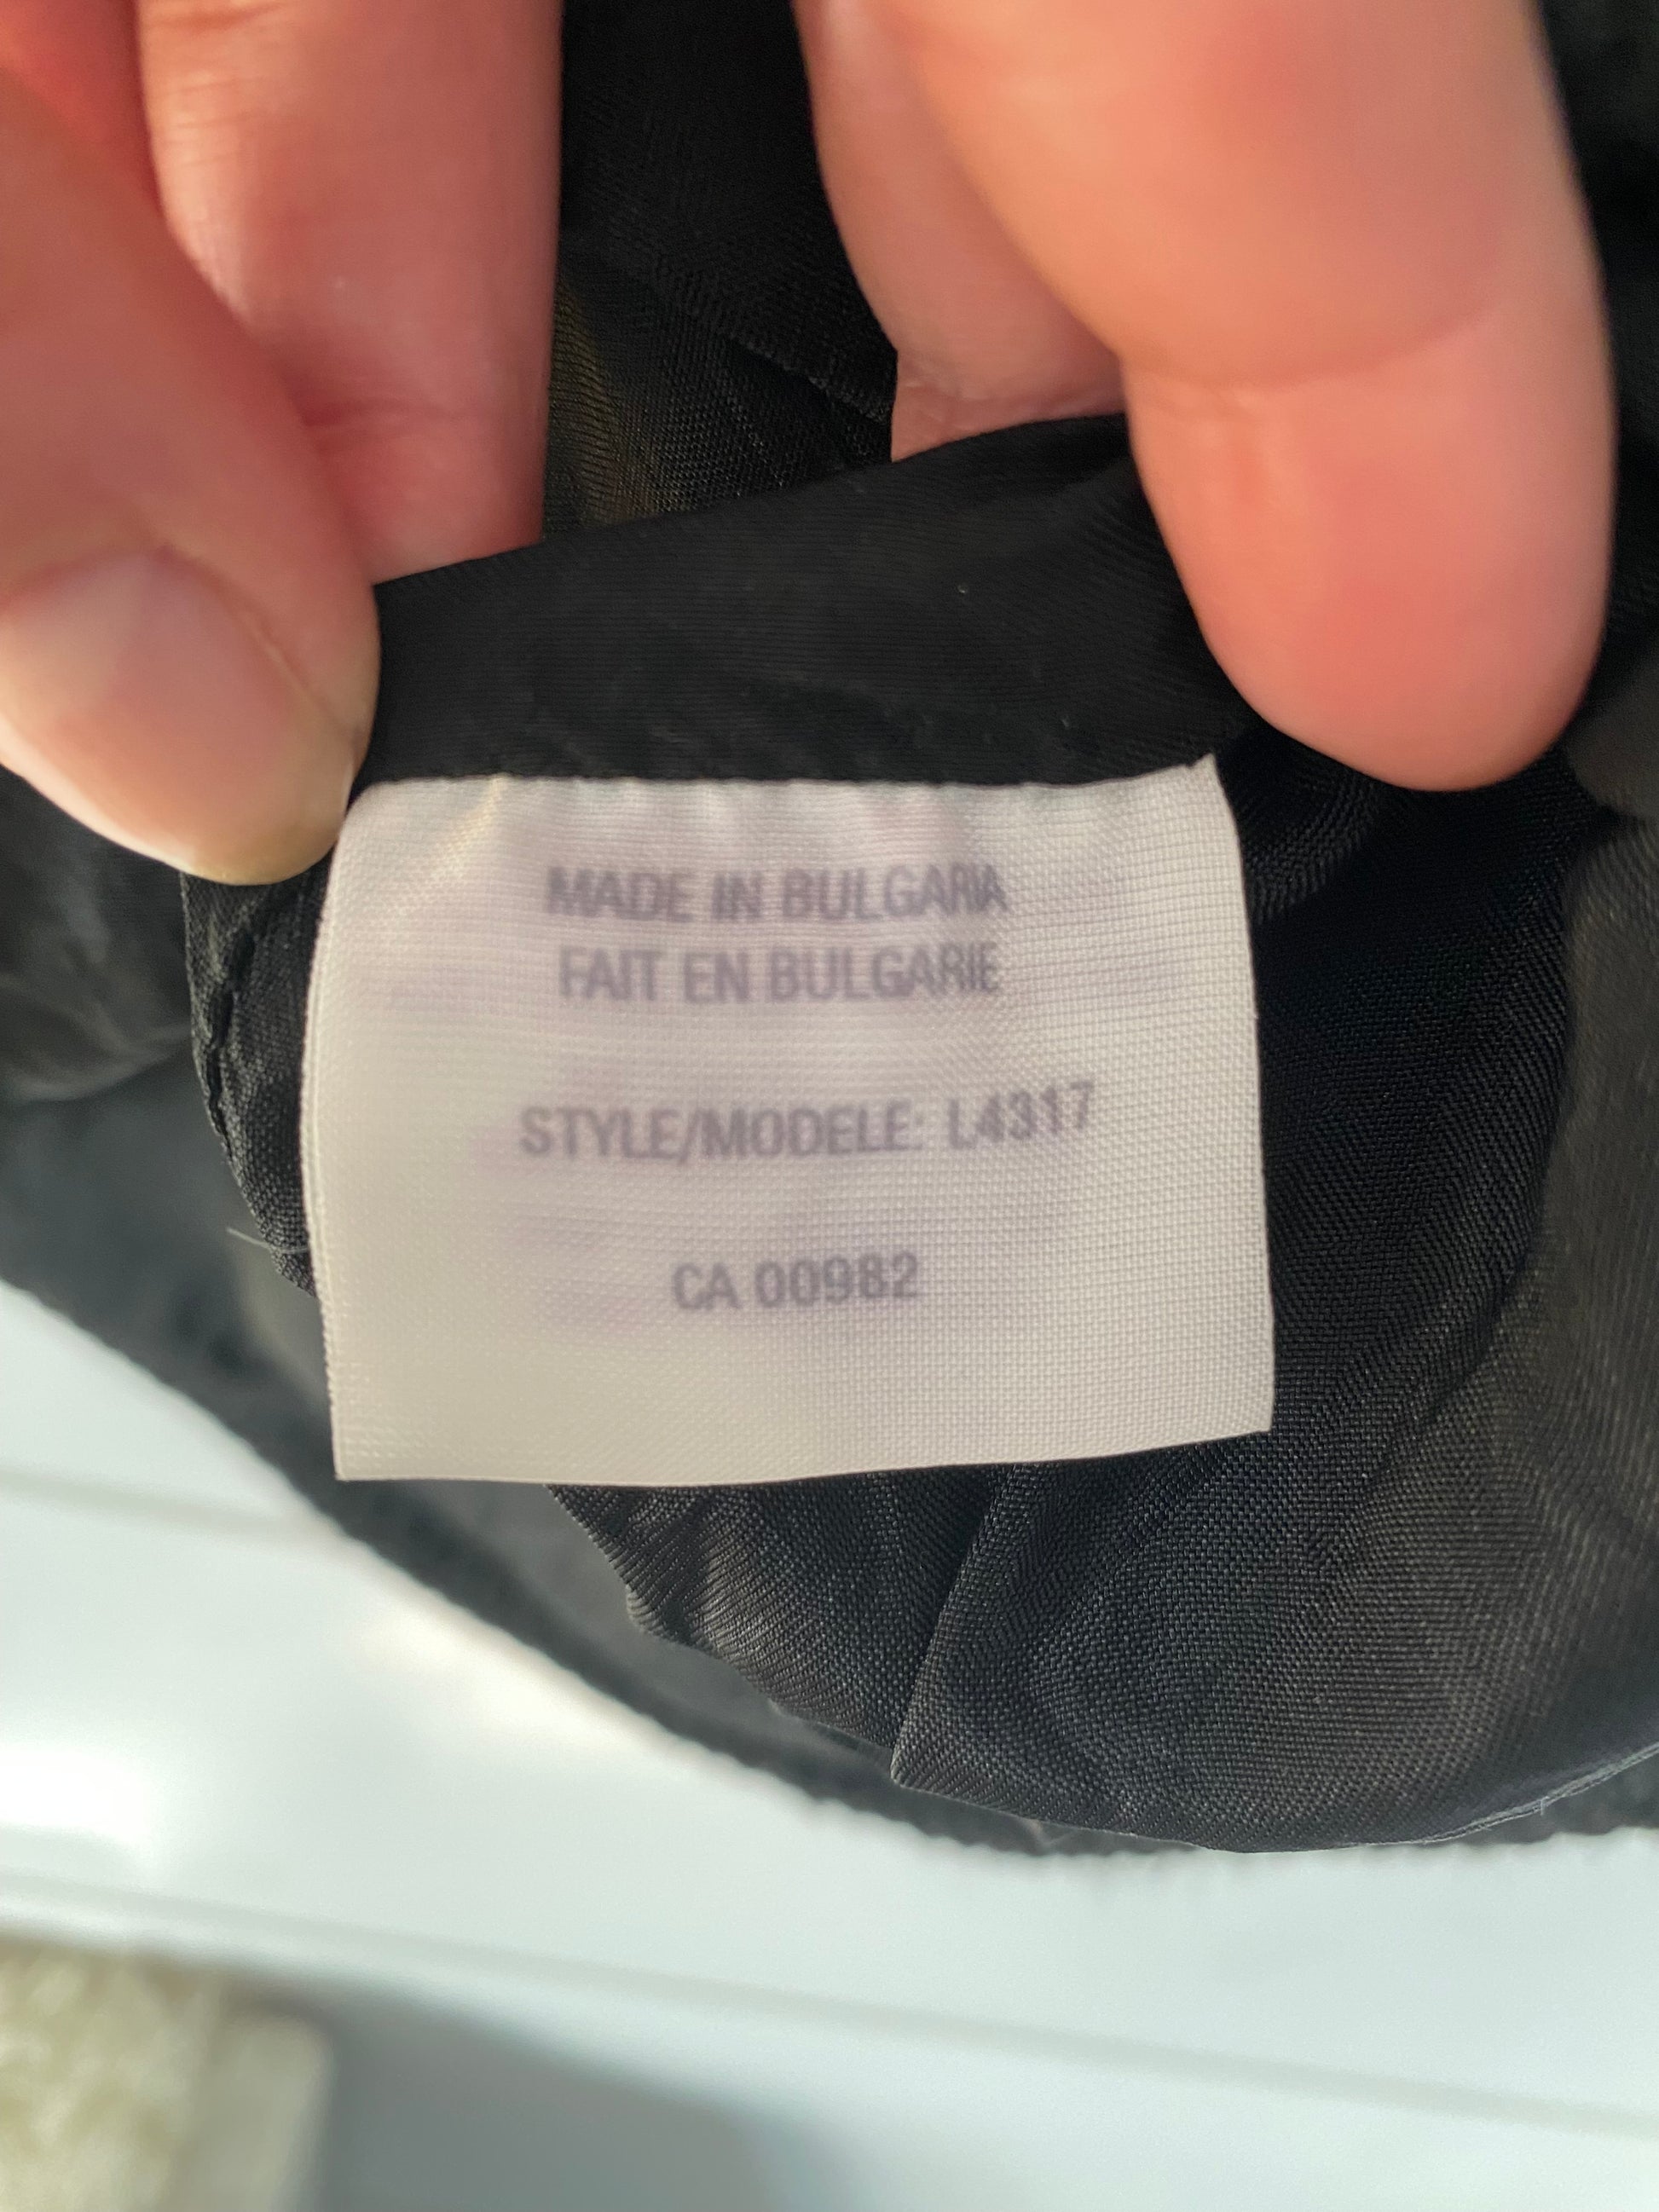 MADE IN BULGARIA
FAIT EN BULGARIE
STYLE/MODELE: L4317
CA 00982